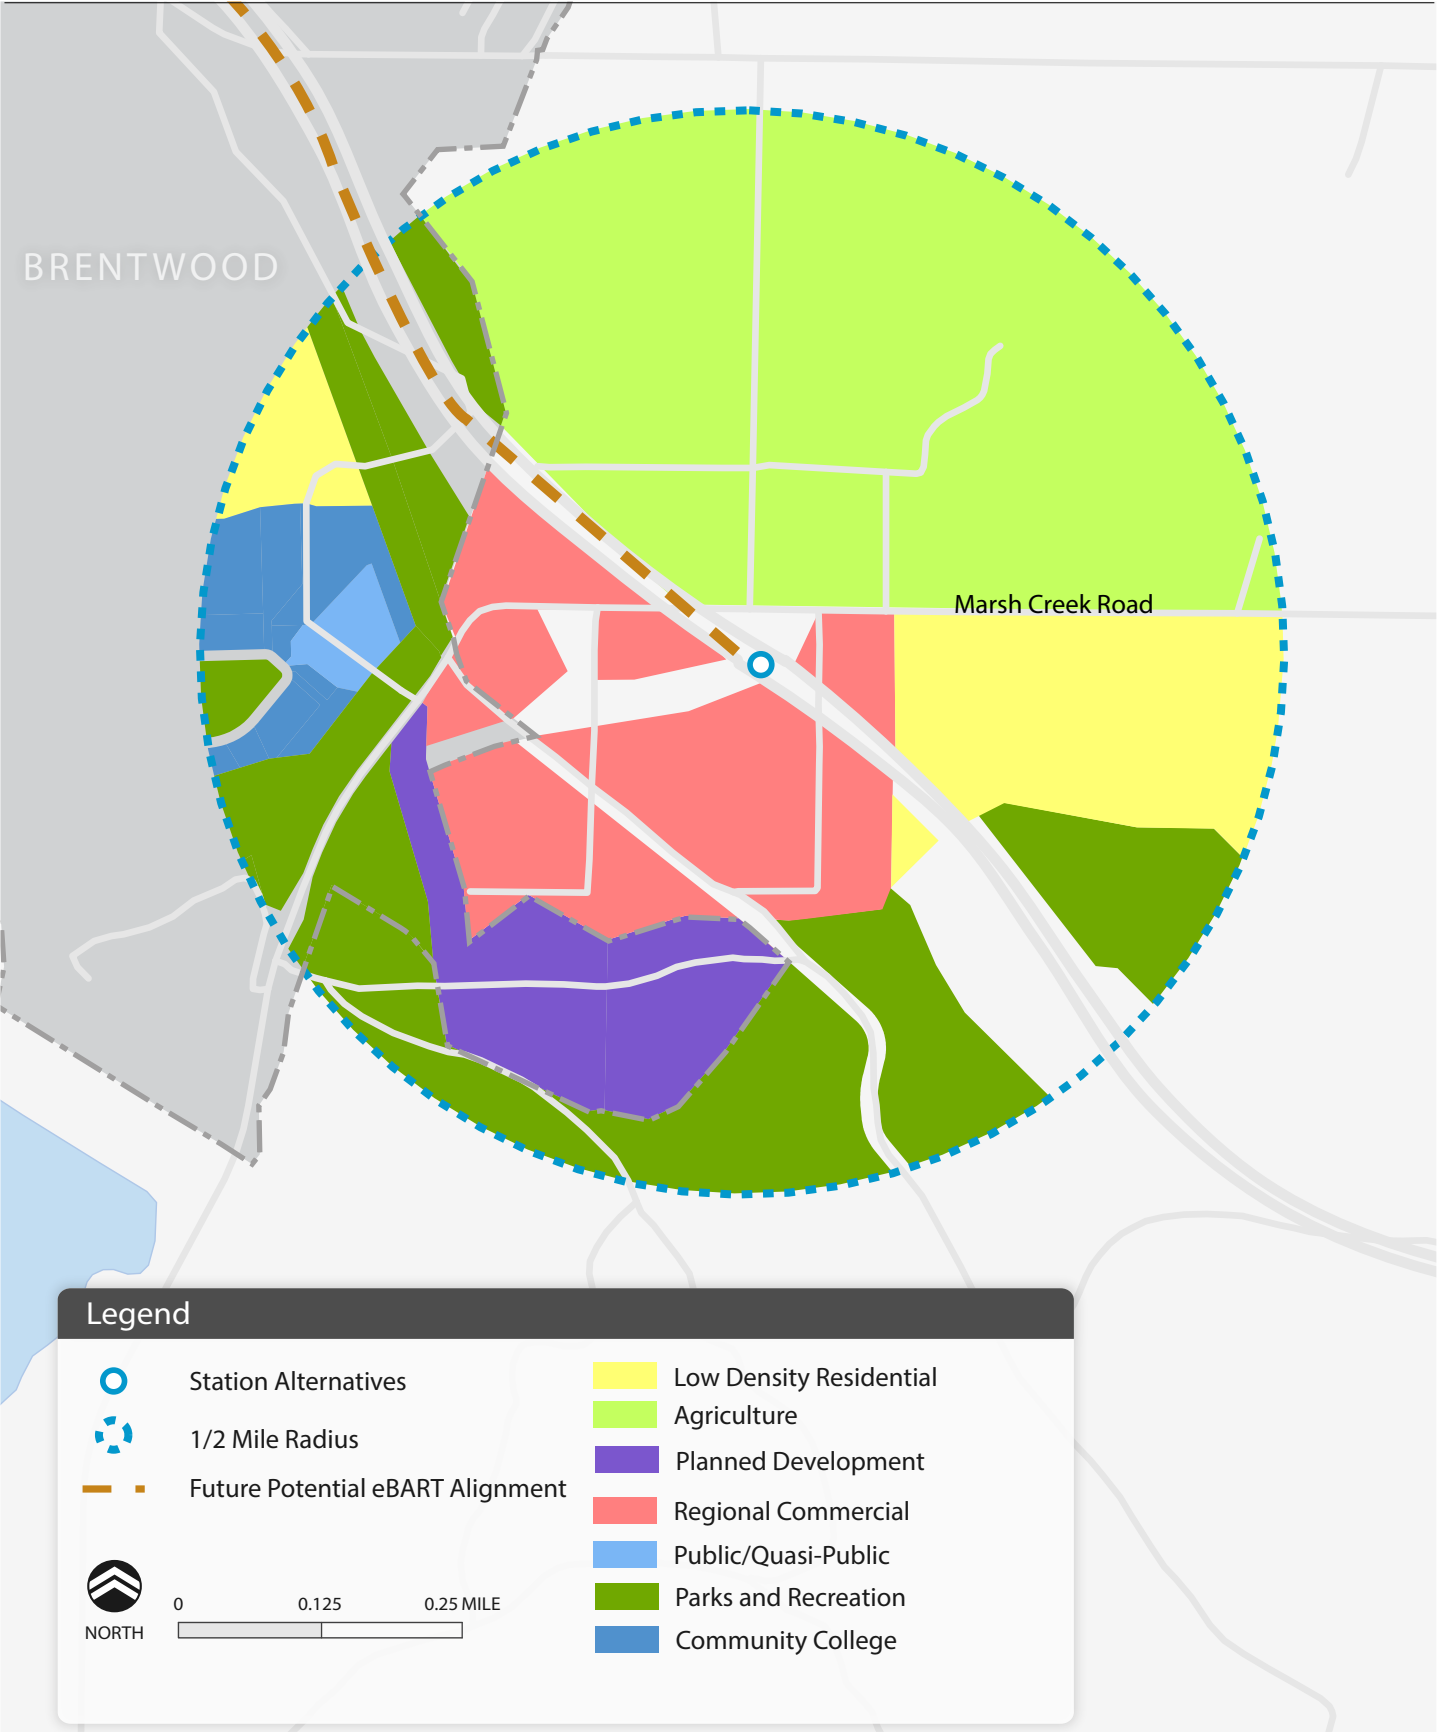 BRENTWOOD
Marsh Creek Road
Legend
Station Alternatives
1/2 Mile Radius
Future Potential eBART Alignment
NORTH
0 0.125 0.25 MILE
Low Density Residential
Agriculture
Planned Development
Regional Commercial
Public/Quasi-Public
Parks and Recreation
Community College